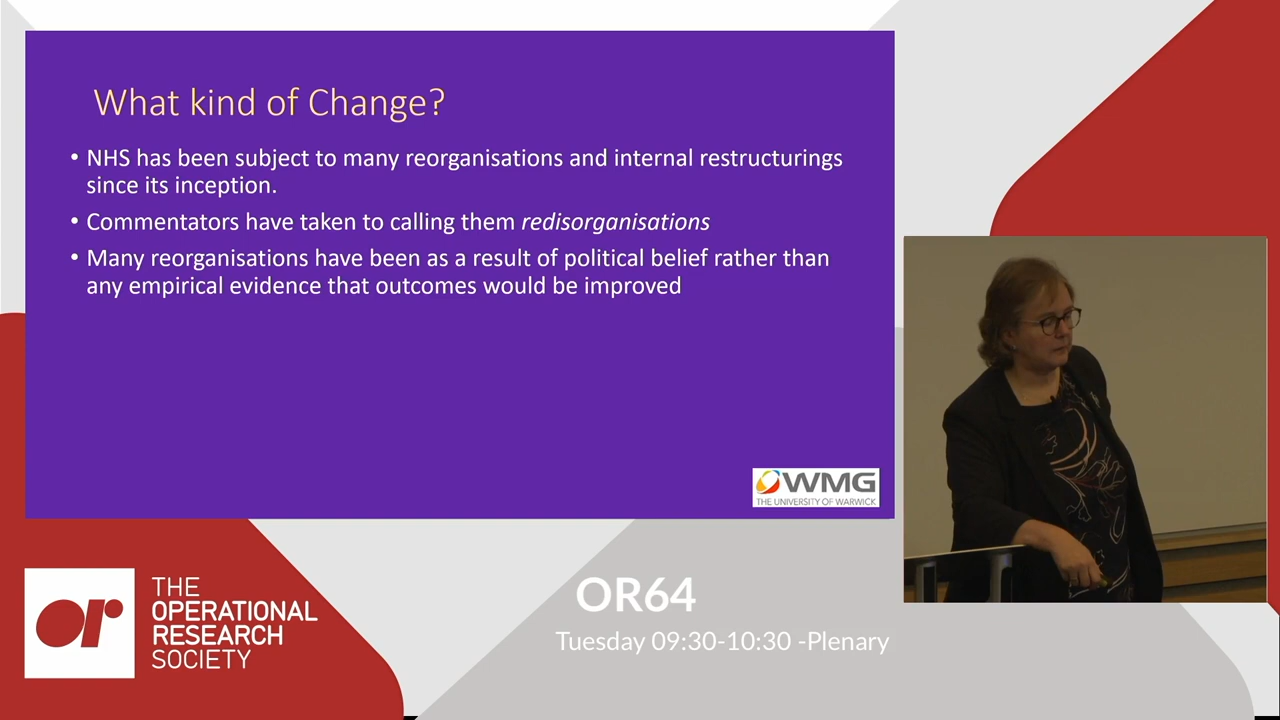 What kind of Change?
• NHS has been subject to many reorganisations and internal restructurings
since its inception.
• Commentators have taken to calling them redisorganisations
• Many reorganisations have been as a result of political belief rather than
any empirical evidence that outcomes would be improved
WMG
THE UNIVERSITY OF WARWICK
or
THE
OPERATIONAL
RESEARCH
SOCIETY
OR64
Tuesday 09:30-10:30 -Plenary